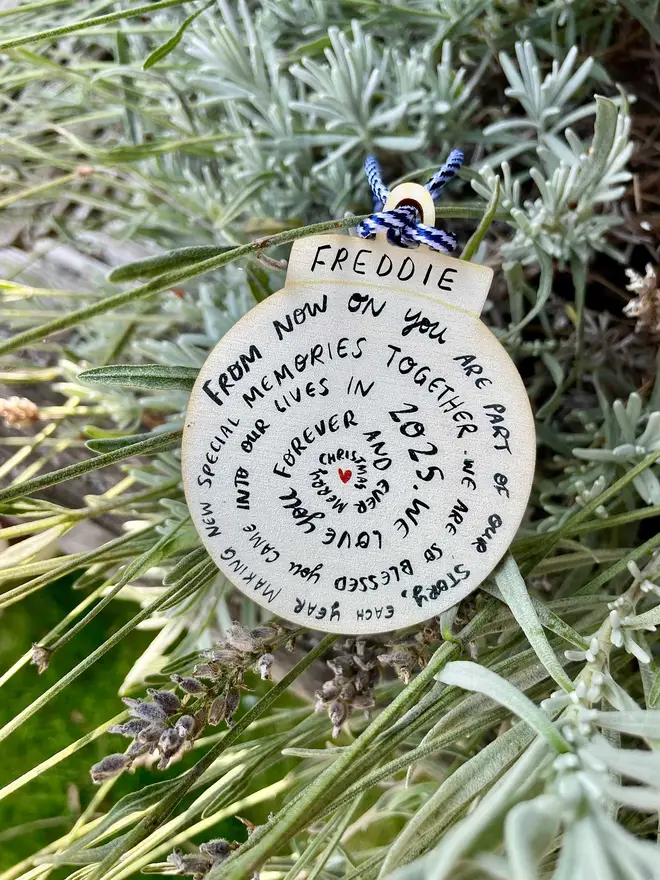 FREDDIE
FROM NOW ON YOU ARE PART OF OUR STORY, EACH YEAR MAKING NEW SPECIAL MEMORIES TOGETHER. WE ARE SO BLESSED YOU CAME INTO OUR LIVES IN 2025. WE LOVE YOU FOREVER AND EVER MERRY CHRISTMAS